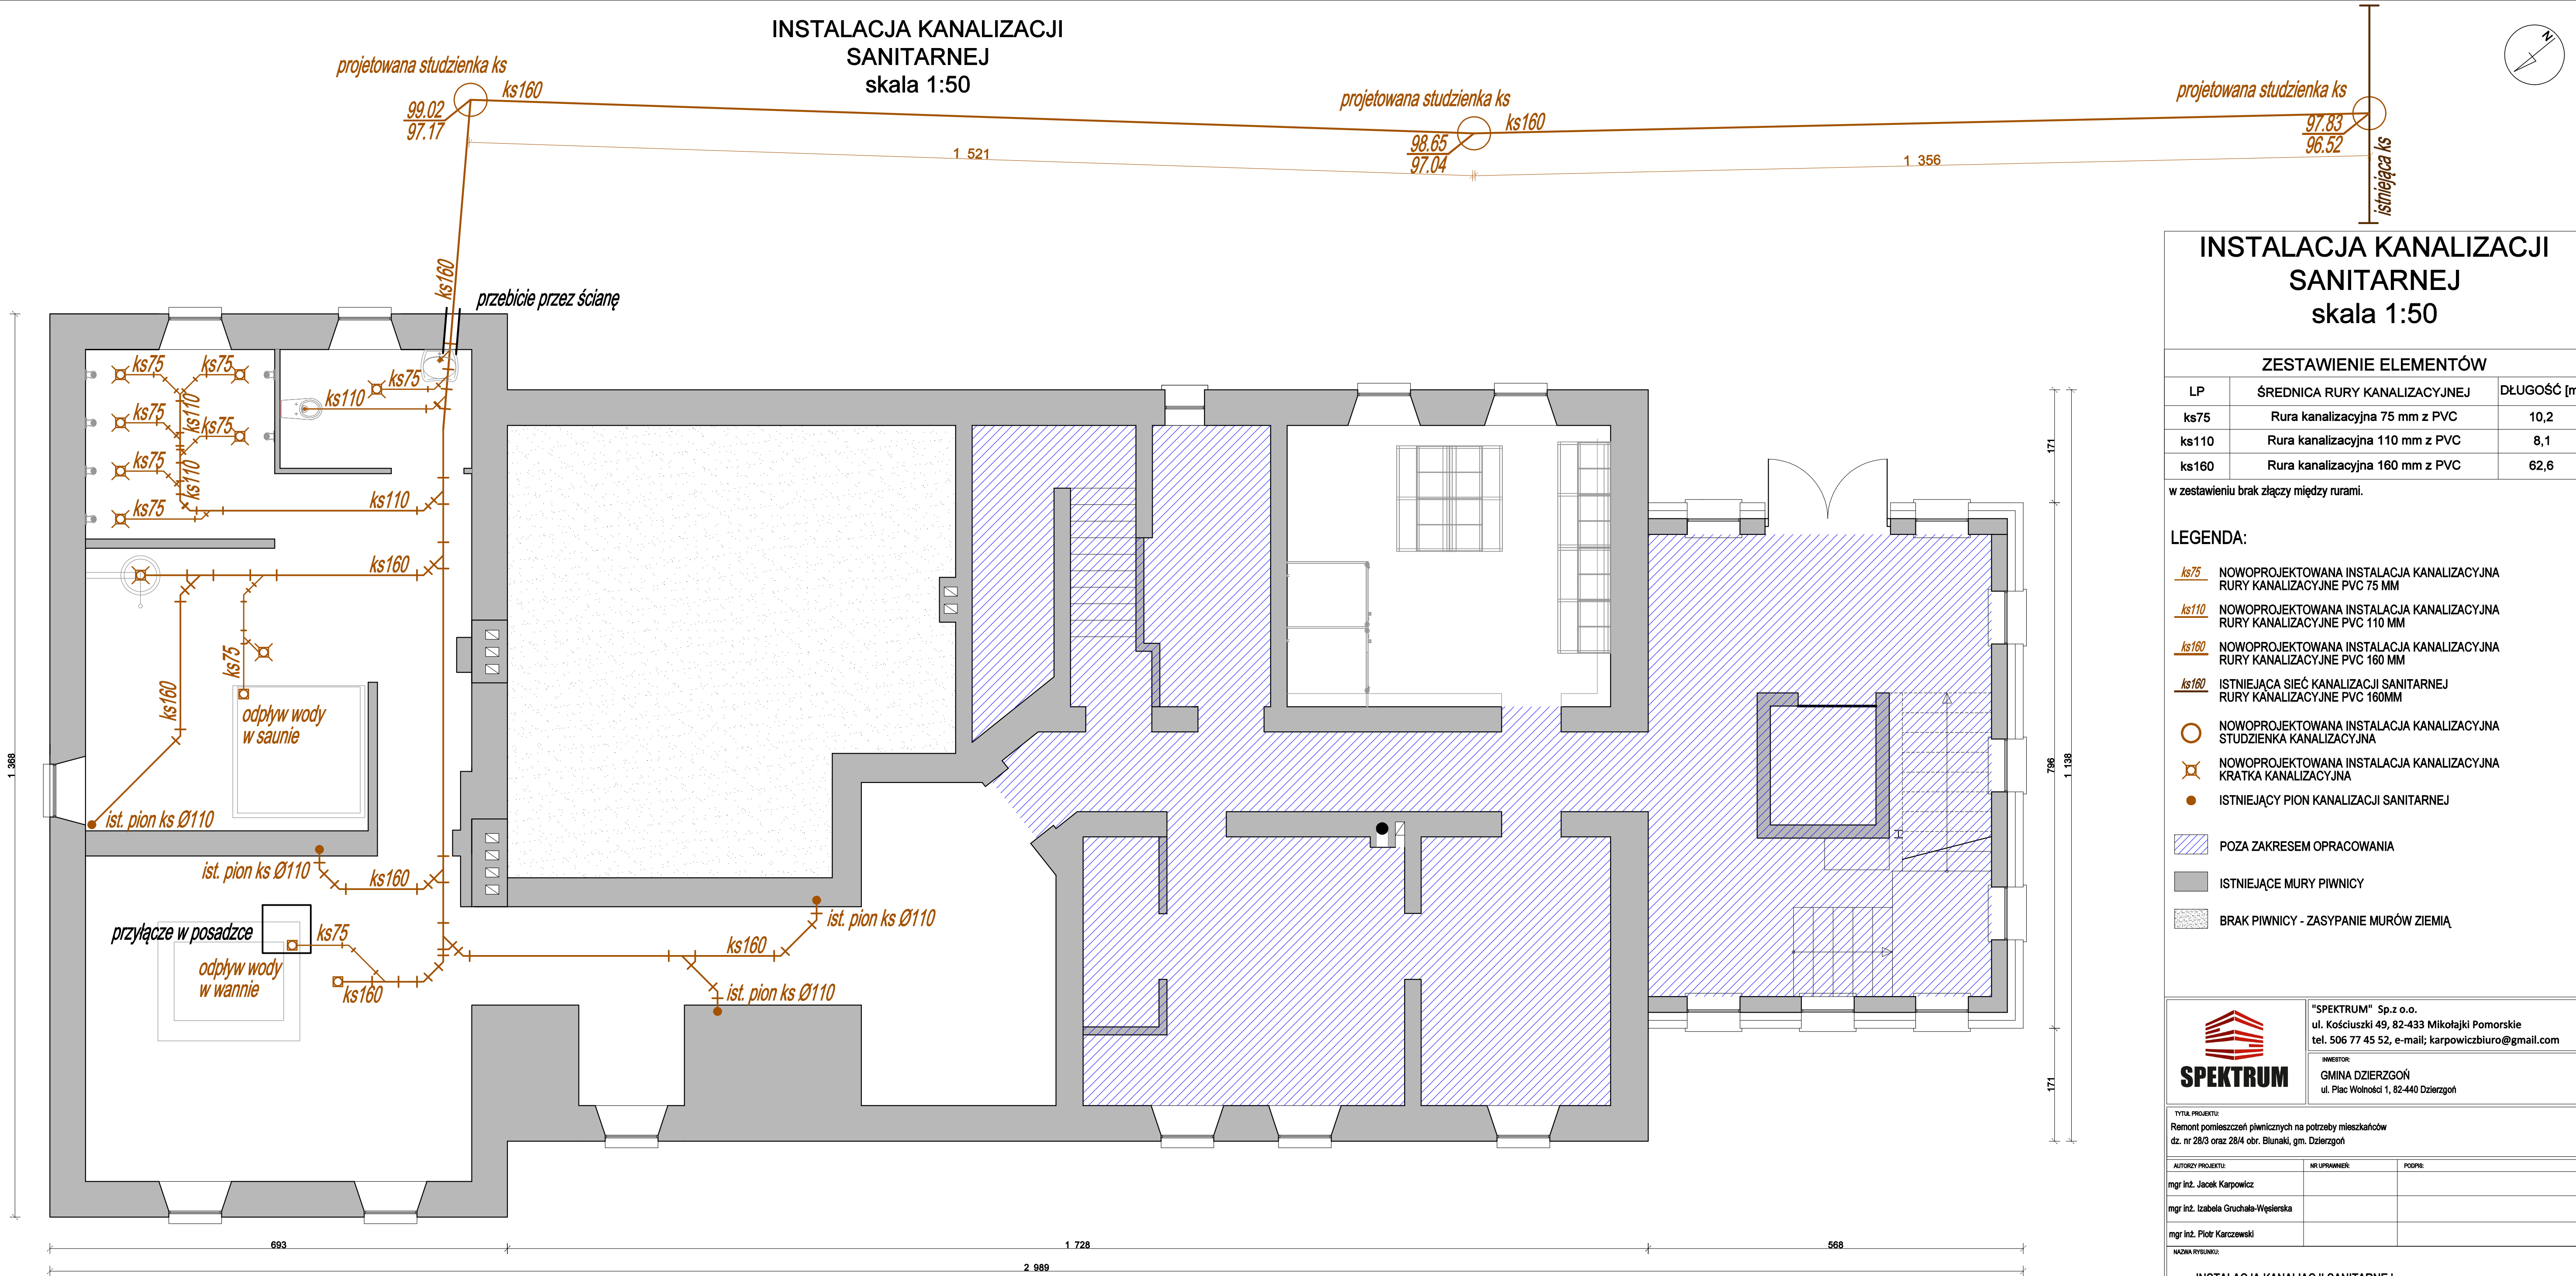 INSTALACJA KANALIZACJI
SANITARNEJ
skala 1:50
N
projetowana studzienka ks
ks160
99.02
97.17
projetowana studzienka ks
ks160
98.65
97.04
projetowana studzienka ks
97.83
96.52
istniejąca ks
1 521
1 356
ks160
przebicie przez ścianę
ks75
ks75
ks75
ks110
ks110
ks75
ks75
ks75
ks110
ks75
ks110
ks160
ks75
ks160
odpływ wody
w saunie
ist. pion ks Ø110
ist. pion ks Ø110
ks160
przyłącze w posadzce
ks75
odpływ wody
w wannie
ks160
ks160
ist. pion ks Ø110
ist. pion ks Ø110
1 368
171
796
1 138
171
693
1 728
568
2 989
INSTALACJA KANALIZACJI
SANITARNEJ
skala 1:50
ZESTAWIENIE ELEMENTÓW
LP ŚREDNICA RURY KANALIZACYJNEJ DŁUGOŚĆ [m
ks75 Rura kanalizacyjna 75 mm z PVC 10,2
ks110 Rura kanalizacyjna 110 mm z PVC 8,1
ks160 Rura kanalizacyjna 160 mm z PVC 62,6
w zestawieniu brak złączy między rurami.
LEGENDA:
ks75 NOWOPROJEKTOWANA INSTALACJA KANALIZACYJNA
RURY KANALIZACYJNE PVC 75 MM
ks110 NOWOPROJEKTOWANA INSTALACJA KANALIZACYJNA
RURY KANALIZACYJNE PVC 110 MM
ks160 NOWOPROJEKTOWANA INSTALACJA KANALIZACYJNA
RURY KANALIZACYJNE PVC 160 MM
ks160 ISTNIEJĄCA SIEĆ KANALIZACJI SANITARNEJ
RURY KANALIZACYJNE PVC 160MM
NOWOPROJEKTOWANA INSTALACJA KANALIZACYJNA
STUDZIENKA KANALIZACYJNA
NOWOPROJEKTOWANA INSTALACJA KANALIZACYJNA
KRATKA KANALIZACYJNA
ISTNIEJĄCY PION KANALIZACJI SANITARNEJ
POZA ZAKRESEM OPRACOWANIA
ISTNIEJĄCE MURY PIWNICY
BRAK PIWNICY - ZASYPANIE MURÓW ZIEMIĄ
SPEKTRUM
"SPEKTRUM" Sp.z o.o.
ul. Kościuszki 49, 82-433 Mikołajki Pomorskie
tel. 506 77 45 52, e-mail; karpowiczbiuro@gmail.com
INWESTOR:
GMINA DZIERZGOŃ
ul. Plac Wolności 1, 82-440 Dzierzgoń
TYTUŁ PROJEKTU:
Remont pomieszczeń piwnicznych na potrzeby mieszkańców
dz. nr 28/3 oraz 28/4 obr. Blunaki, gm. Dzierzgoń
AUTORZY PROJEKTU: NR UPRAWNIEŃ: PODPIS:
mgr inż. Jacek Karpowicz
mgr inż. Izabela Gruchała-Węsierska
mgr inż. Piotr Karczewski
NAZWA RYSUNKU: